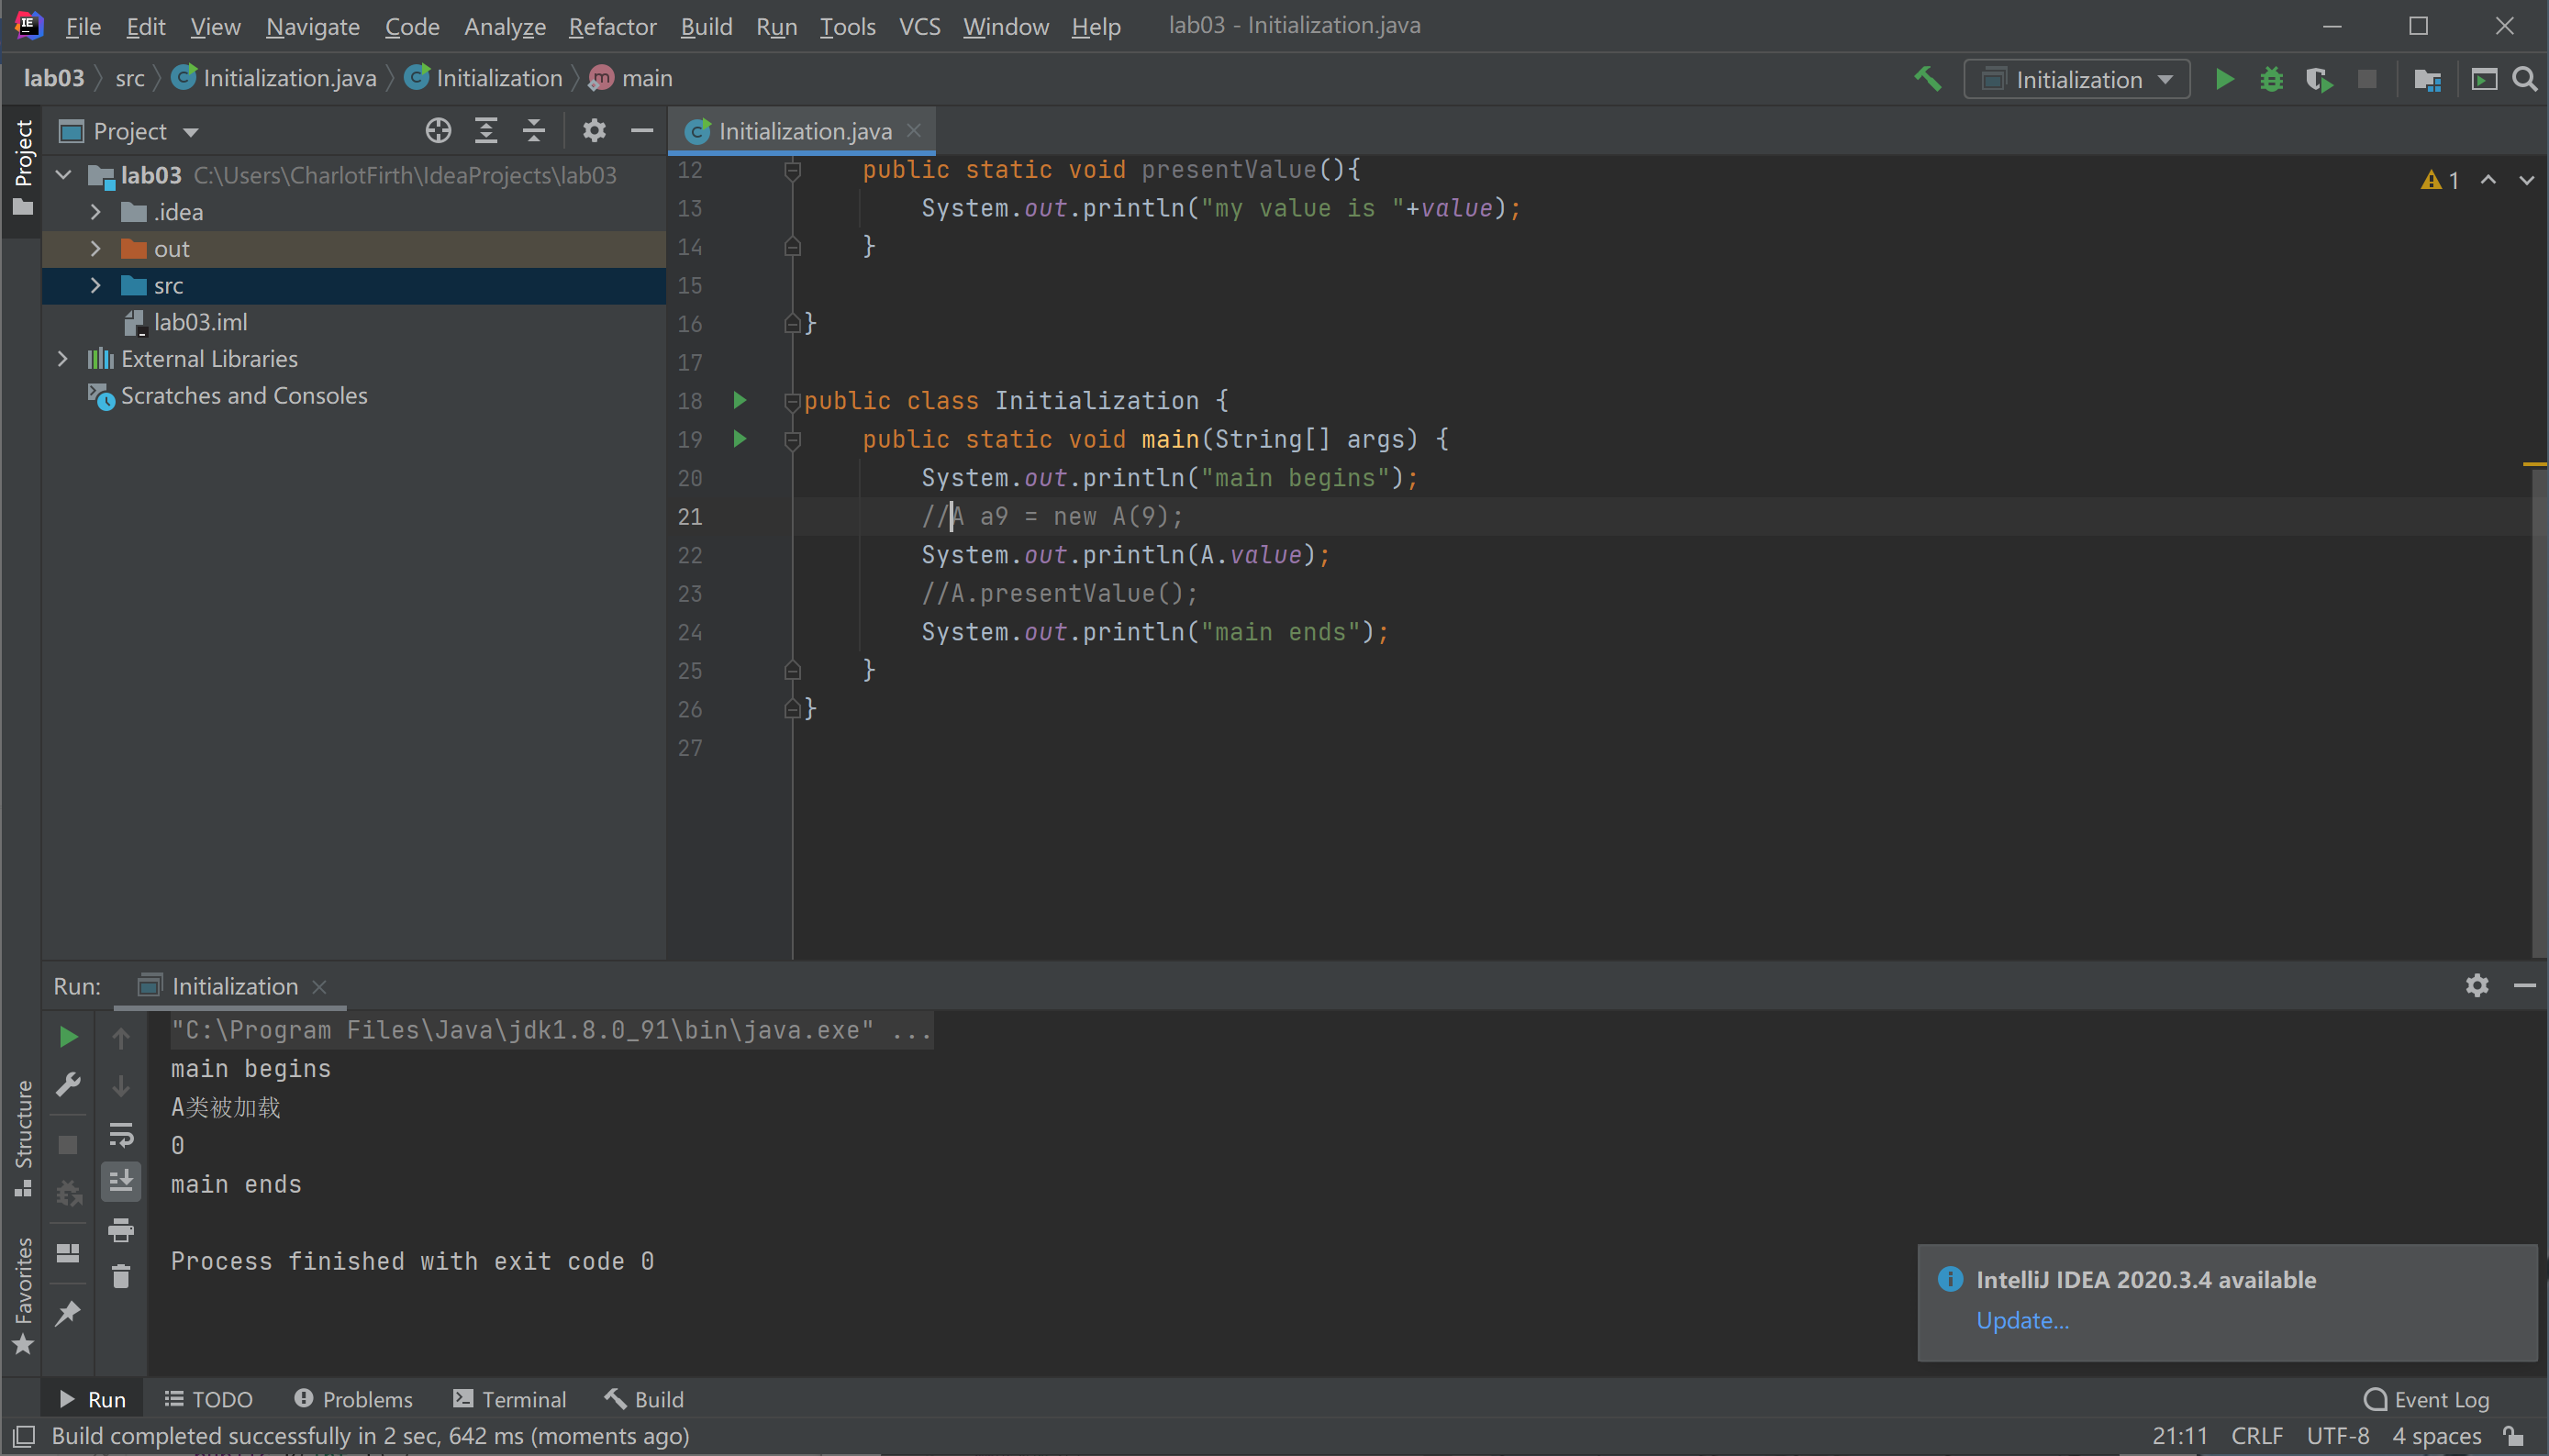 File Edit View Navigate Code Analyze Refactor Build Run Tools VCS Window Help lab03 - Initialization.java
lab03 src Initialization.java Initialization main
Initialization
Project
Project
lab03 C:\Users\CharlotFirth\IdeaProjects\lab03
.idea
out
src
lab03.iml
External Libraries
Scratches and Consoles
Initialization.java
12 public static void presentValue(){
13 System.out.println("my value is "+value);
14 }
15
16 }
17
18 public class Initialization {
19 public static void main(String[] args) {
20 System.out.println("main begins");
21 //A a9 = new A(9);
22 System.out.println(A.value);
23 //A.presentValue();
24 System.out.println("main ends");
25 }
26 }
27
1
Run: Initialization
"C:\Program Files\Java\jdk1.8.0_91\bin\java.exe" ...
main begins
A类被加载
0
main ends
Process finished with exit code 0
Structure
Favorites
IntelliJ IDEA 2020.3.4 available
Update...
Run TODO Problems Terminal Build Event Log
Build completed successfully in 2 sec, 642 ms (moments ago) 21:11 CRLF UTF-8 4 spaces